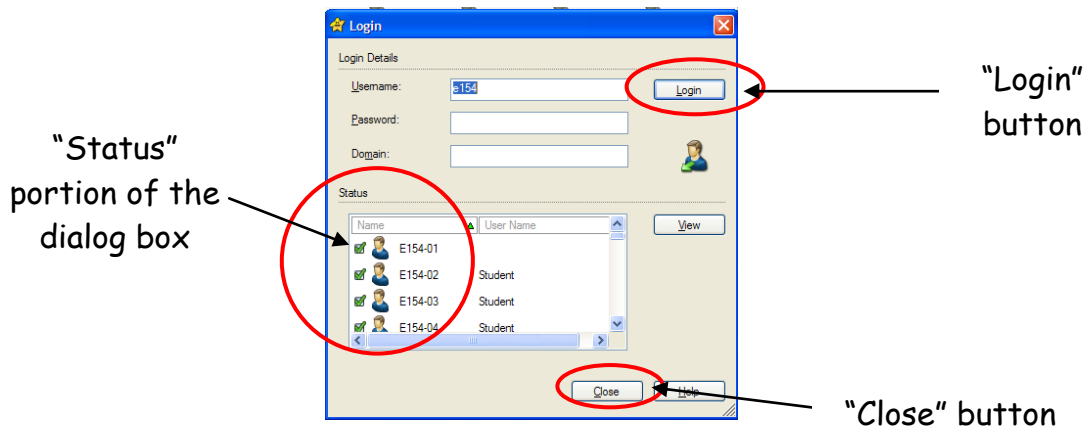 Login
Login Details
Username:
e154
Login
Password:
Domain:
Status
Name
User Name
E154-01
E154-02
Student
E154-03
Student
E154-04
Student
View
Close
Help
"Login"
button
"Status"
portion of the
dialog box
"Close" button